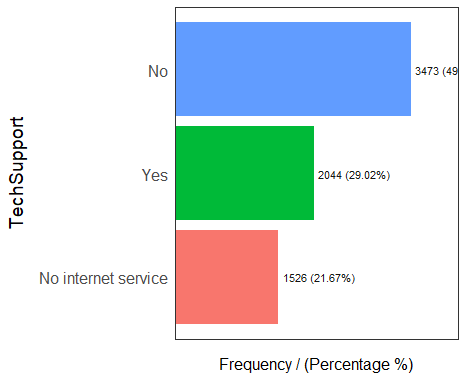 TechSupport
No
3473 (49
Yes
2044 (29.02%)
No internet service
1526 (21.67%)
Frequency / (Percentage %)